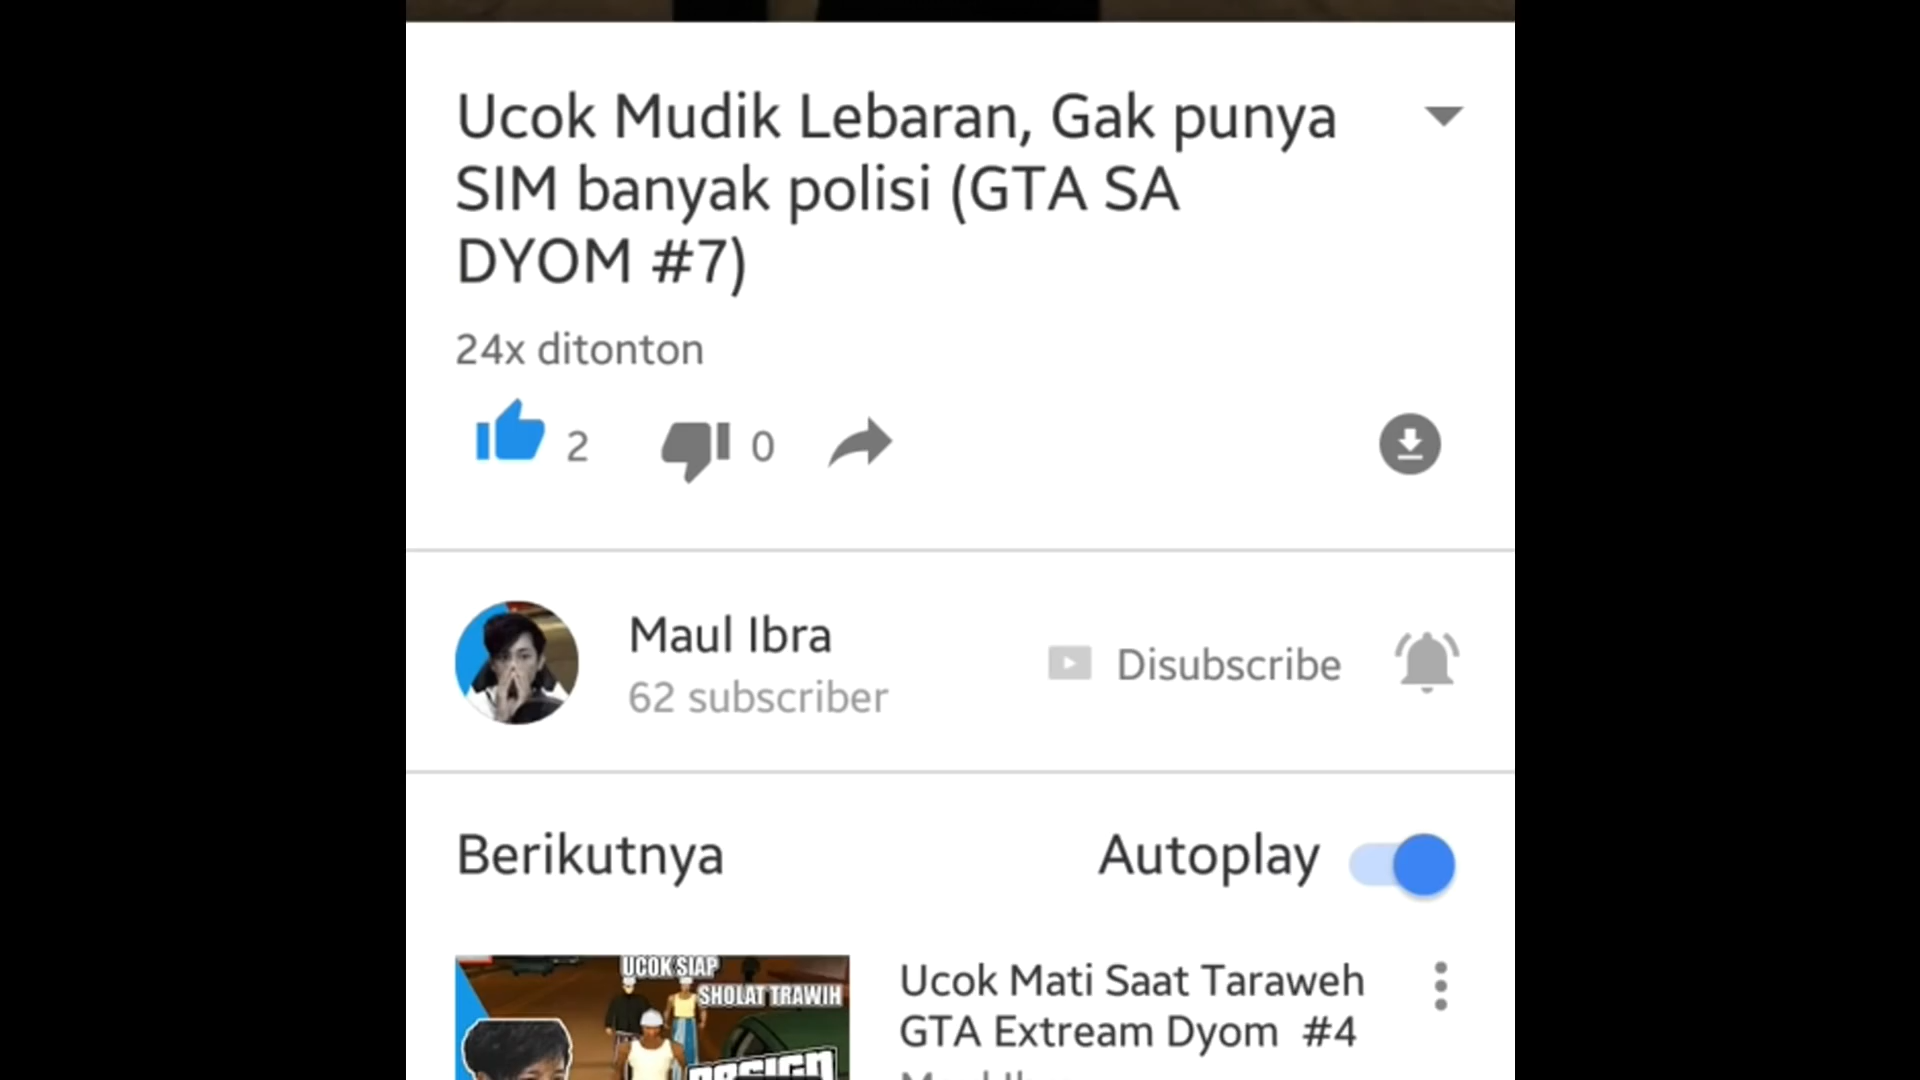 Ucok Mudik Lebaran, Gak punya
SIM banyak polisi (GTA SA
DYOM #7)
24x ditonton
2
0
Maul Ibra
62 subscriber
Disubscribe
Berikutnya
Autoplay
UCOK SIAP
SHOLAT TRAWIH
Ucok Mati Saat Taraweh
GTA Extream Dyom #4